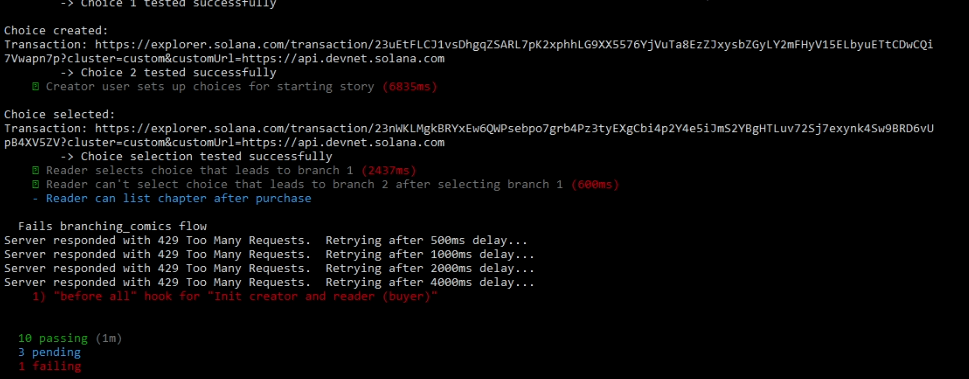 -> Choice 1 tested successfully
Choice created:
Transaction: https://explorer.solana.com/transaction/23uEtFLCJ1vsDhgqZSARL7pK2xphhLG9XX5576YjVuTa8EzZJxysbZGyLY2mFHyV15ELbyuETtCDwCQi
7Vwapn7p?cluster=custom&customUrl=https://api.devnet.solana.com
-> Choice 2 tested successfully
Creator user sets up choices for starting story (6835ms)
Choice selected:
Transaction: https://explorer.solana.com/transaction/23nWKLMgkBRYxEw6QWPsebpo7grb4Pz3tyEXgCbi4p2Y4e5iJmS2YBgHTLuv72Sj7exynk4Sw9BRD6vU
pB4XV5ZV?cluster=custom&customUrl=https://api.devnet.solana.com
-> Choice selection tested successfully
Reader selects choice that leads to branch 1 (2437ms)
Reader can't select choice that leads to branch 2 after selecting branch 1 (600ms)
- Reader can list chapter after purchase
Fails branching_comics flow
Server responded with 429 Too Many Requests.  Retrying after 500ms delay...
Server responded with 429 Too Many Requests.  Retrying after 1000ms delay...
Server responded with 429 Too Many Requests.  Retrying after 2000ms delay...
Server responded with 429 Too Many Requests.  Retrying after 4000ms delay...
1) "before all" hook for "Init creator and reader (buyer)"
10 passing (1m)
3 pending
1 failing